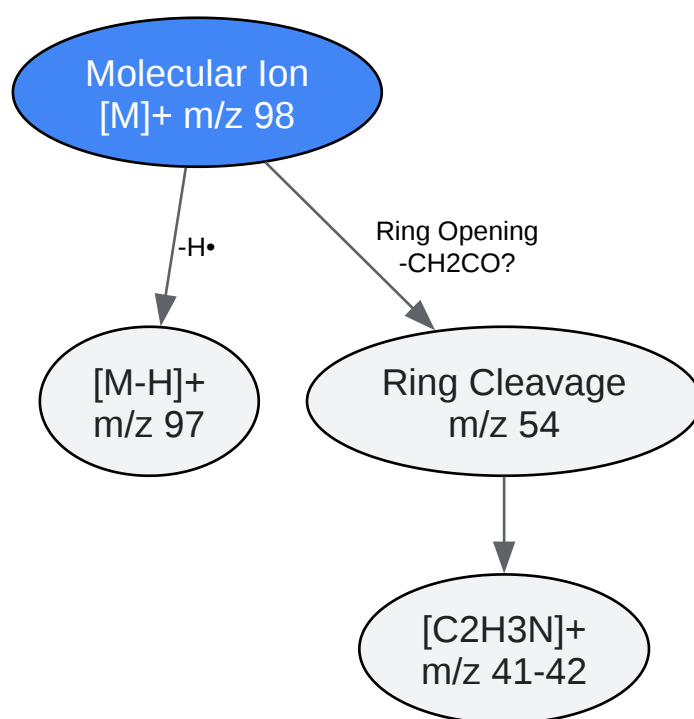 Molecular Ion
[M]+ m/z 98
-H•
Ring Opening
-CH2CO?
[M-H]+
m/z 97
Ring Cleavage
m/z 54
[C2H3N]+
m/z 41-42